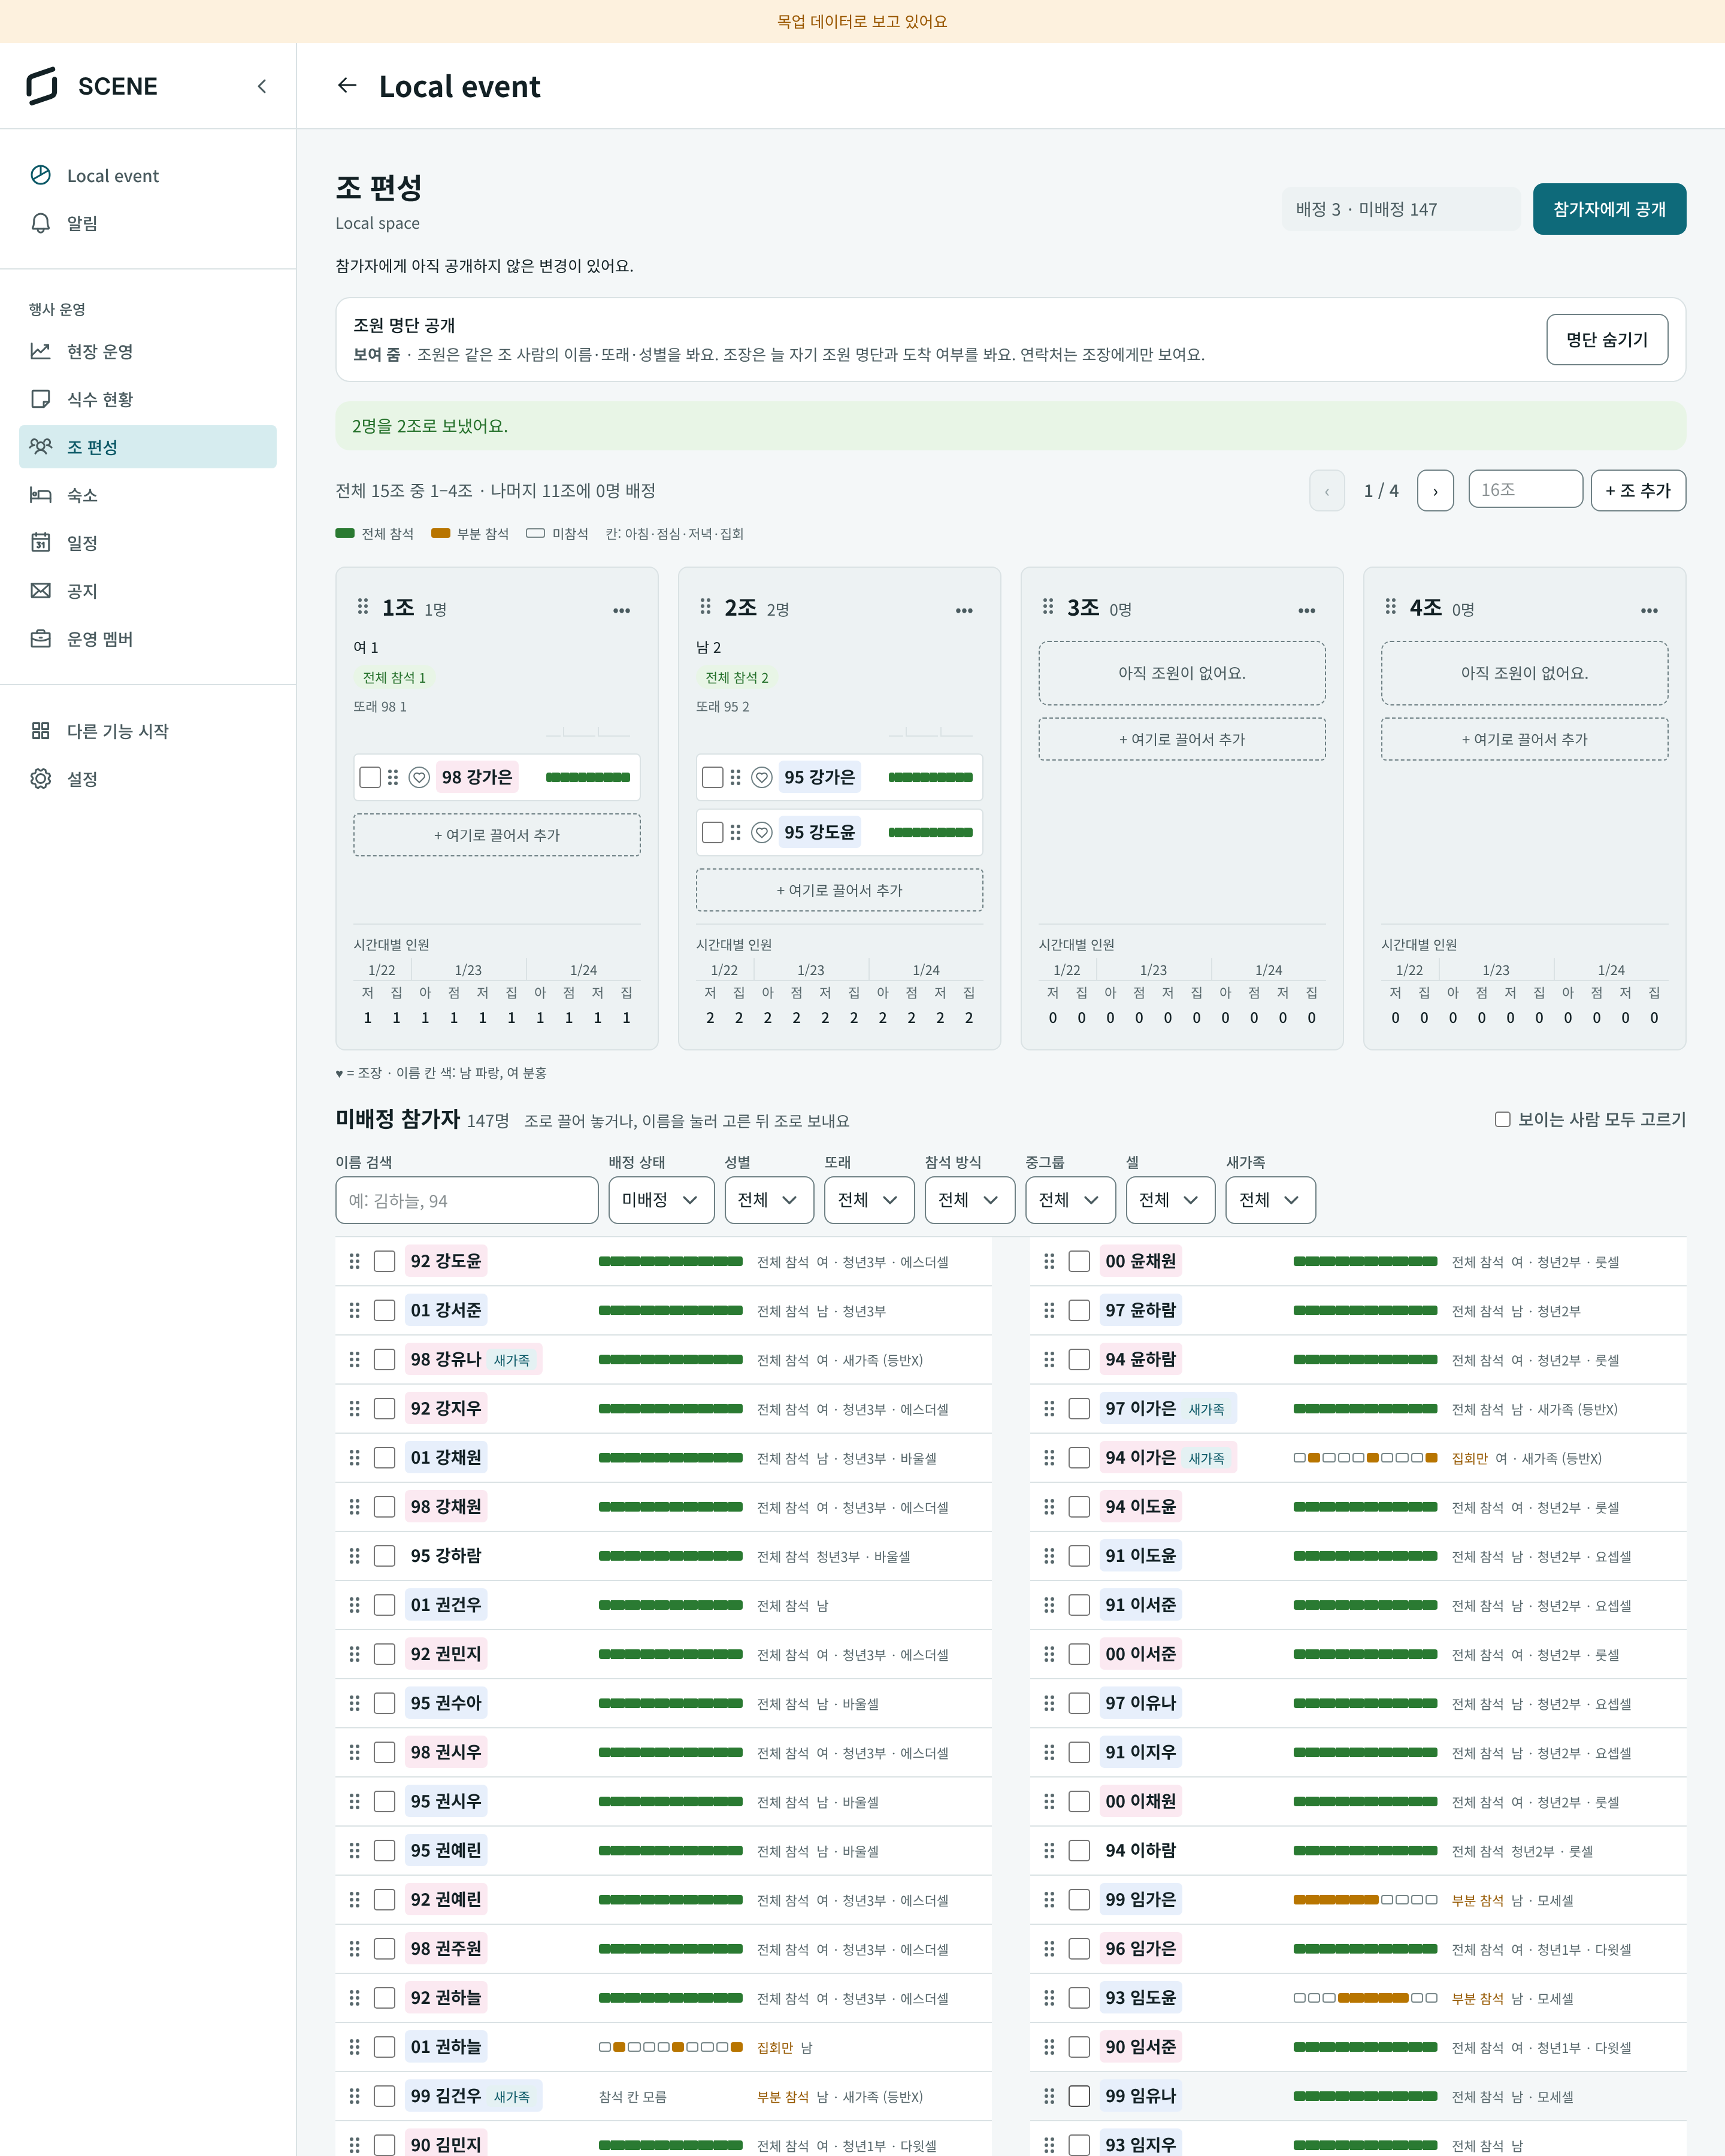 목업 데이터로 보고 있어요
SCENE
Local event
Local event
알림
행사 운영
현장 운영
식수 현황
조 편성
숙소
일정
공지
운영 멤버
다른 기능 시작
설정
조 편성
Local space
배정 3 · 미배정 147
참가자에게 공개
참가자에게 아직 공개하지 않은 변경이 있어요.
조원 명단 공개
보여 줌 · 조원은 같은 조 사람의 이름·또래·성별을 봐요. 조장은 늘 자기 조원 명단과 도착 여부를 봐요. 연락처는 조장에게만 보여요.
명단 숨기기
2명을 2조로 보냈어요.
전체 15조 중 1–4조 · 나머지 11조에 0명 배정
‹ 1 / 4 › 16조 + 조 추가
전체 참석 부분 참석 미참석 칸: 아침·점심·저녁·집회
1조 1명 •••
여 1
전체 참석 1
또래 98 1
98 강가은
+ 여기로 끌어서 추가
시간대별 인원
1/22 1/23 1/24
저 집 아 점 저 집 아 점 저 집
1 1 1 1 1 1 1 1 1 1
2조 2명 •••
남 2
전체 참석 2
또래 95 2
95 강가은
95 강도윤
+ 여기로 끌어서 추가
시간대별 인원
1/22 1/23 1/24
저 집 아 점 저 집 아 점 저 집
2 2 2 2 2 2 2 2 2 2
3조 0명 •••
아직 조원이 없어요.
+ 여기로 끌어서 추가
시간대별 인원
1/22 1/23 1/24
저 집 아 점 저 집 아 점 저 집
0 0 0 0 0 0 0 0 0 0
4조 0명 •••
아직 조원이 없어요.
+ 여기로 끌어서 추가
시간대별 인원
1/22 1/23 1/24
저 집 아 점 저 집 아 점 저 집
0 0 0 0 0 0 0 0 0 0
♥ = 조장 · 이름 칸 색: 남 파랑, 여 분홍
미배정 참가자 147명 조로 끌어 놓거나, 이름을 눌러 고른 뒤 조로 보내요
보이는 사람 모두 고르기
이름 검색 배정 상태 성별 또래 참석 방식 중그룹 셀 새가족
예: 김하늘, 94 미배정 전체 전체 전체 전체 전체 전체
92 강도윤 전체 참석 여 · 청년3부 · 에스더셀
01 강서준 전체 참석 남 · 청년3부
98 강유나 새가족 전체 참석 여 · 새가족 (등반X)
92 강지우 전체 참석 여 · 청년3부 · 에스더셀
01 강채원 전체 참석 남 · 청년3부 · 바울셀
98 강채원 전체 참석 여 · 청년3부 · 에스더셀
95 강하람 전체 참석 청년3부 · 바울셀
01 권건우 전체 참석 남
92 권민지 전체 참석 여 · 청년3부 · 에스더셀
95 권수아 전체 참석 남 · 바울셀
98 권시우 전체 참석 여 · 청년3부 · 에스더셀
95 권시우 전체 참석 남 · 바울셀
95 권예린 전체 참석 남 · 바울셀
92 권예린 전체 참석 여 · 청년3부 · 에스더셀
98 권주원 전체 참석 여 · 청년3부 · 에스더셀
92 권하늘 전체 참석 여 · 청년3부 · 에스더셀
01 권하늘 집회만 남
99 김건우 새가족 참석 칸 모름 부분 참석 남 · 새가족 (등반X)
90 김민지 전체 참석 여 · 청년1부 · 다윗셀
00 윤채원 전체 참석 여 · 청년2부 · 룻셀
97 윤하람 전체 참석 남 · 청년2부
94 윤하람 전체 참석 여 · 청년2부 · 룻셀
97 이가은 새가족 전체 참석 남 · 새가족 (등반X)
94 이가은 새가족 집회만 여 · 새가족 (등반X)
94 이도윤 전체 참석 여 · 청년2부 · 룻셀
91 이도윤 전체 참석 남 · 청년2부 · 요셉셀
91 이서준 전체 참석 남 · 청년2부 · 요셉셀
00 이서준 전체 참석 여 · 청년2부 · 룻셀
97 이유나 전체 참석 남 · 청년2부 · 요셉셀
91 이지우 전체 참석 남 · 청년2부 · 요셉셀
00 이채원 전체 참석 여 · 청년2부 · 룻셀
94 이하람 전체 참석 청년2부 · 룻셀
99 임가은 부분 참석 남 · 모세셀
96 임가은 전체 참석 여 · 청년1부 · 다윗셀
93 임도윤 부분 참석 남 · 모세셀
90 임서준 전체 참석 여 · 청년1부 · 다윗셀
99 임유나 전체 참석 남 · 모세셀
93 임지우 전체 참석 남